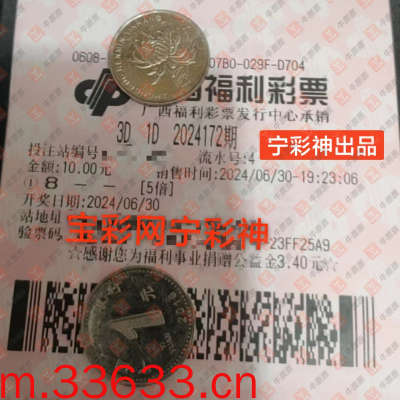 0608-
07B0-029F-D704
西福利彩票
广西福利彩票发行中心承销
3D 1D 2024172期
宁彩神出品
投注站编号
流水号:4
金额:10.00元
销售时间:2024/06/30-19:23:06
① 8 - - [5倍]
开奖日期:2024/06/30
站地址
宝彩网宁彩神
验票码
23FF25A9
感谢您为福利事业捐赠公益金3.40元
1
m.33633.cn